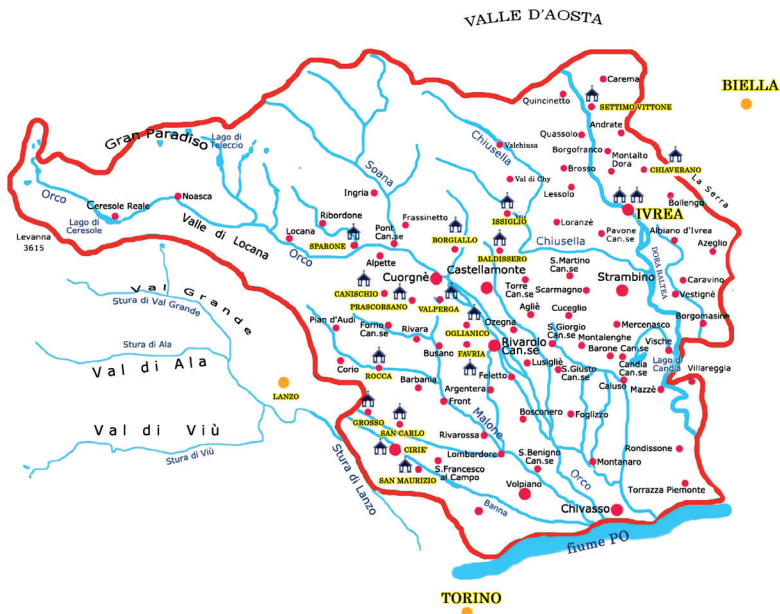 VALLE D'AOSTA
BIELLA
Carema
Quincinetto
SETTIMO VITTONE
Andrate
Quassolo
Chiusella
Valchiusa
Borgofranco
Montalto
Dora
CHIAVERANO
La Serra
Gran Paradiso
Lago di
Teleccio
Soana
Val di Chy
Brosso
Lessolo
Bollengo
Orco
Ceresole Reale
Noasca
Ingria
ISSIGLIO
IVREA
Lago di
Ceresole
Levanna
3615
Valle di Locana
Locana
Ribordone
SPARONE
Frassinetto
Pont
Can.se
BORGIALLO
BALDISSERO
Loranzè
Pavone
Can.se
Albiano d'Ivrea
Azeglio
Orco
Alpette
Chiusella
DORA BALTEA
Cuorgnè
Castellamonte
S.Martino
Can.se
Strambino
Caravino
Vestignè
CANISCHIO
PRASCORSANO
VALPERGA
Torre
Can.se
Scarmagno
Val Grande
Stura di Val Grande
Agliè
Cuceglio
Borgomasino
Pian d'Audi
Forno
Can.se
Rivara
OGLIANICO
Ozegna
S.Giorgio
Can.se
Mercenasco
Montalenghe
Vische
Stura di Ala
Val di Ala
Busano
FAVRIA
Rivarolo
Can.se
Barone Can.se
Lago di
Candia
Candia
Can.se
Corio
ROCCA
Lusigliè
S.Giusto
Can.se
Caluso
Villareggia
Mazzè
LANZO
Barbania
Feletto
Argentera
Front
Malone
GROSSO
SAN CARLO
Bosconero
Foglizzo
Val di Viù
Stura di Viù
Rivarossa
CIRIE'
Lombardore
Rondissone
Stura di Lanzo
SAN MAURIZIO
S.Francesco
al Campo
S.Benigno
Can.se
Montanaro
Orco
Torrazza Piemonte
Volpiano
Banna
Chivasso
fiume PO
TORINO